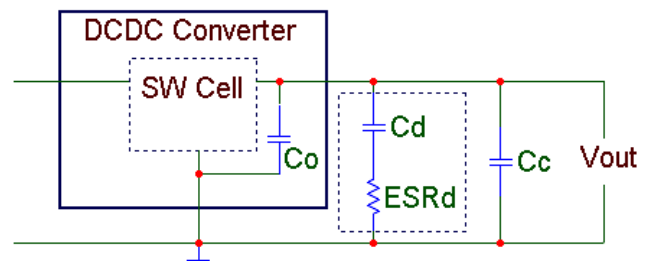 DCDC Converter
SW Cell
Co
Cd
ESRd
Cc
Vout